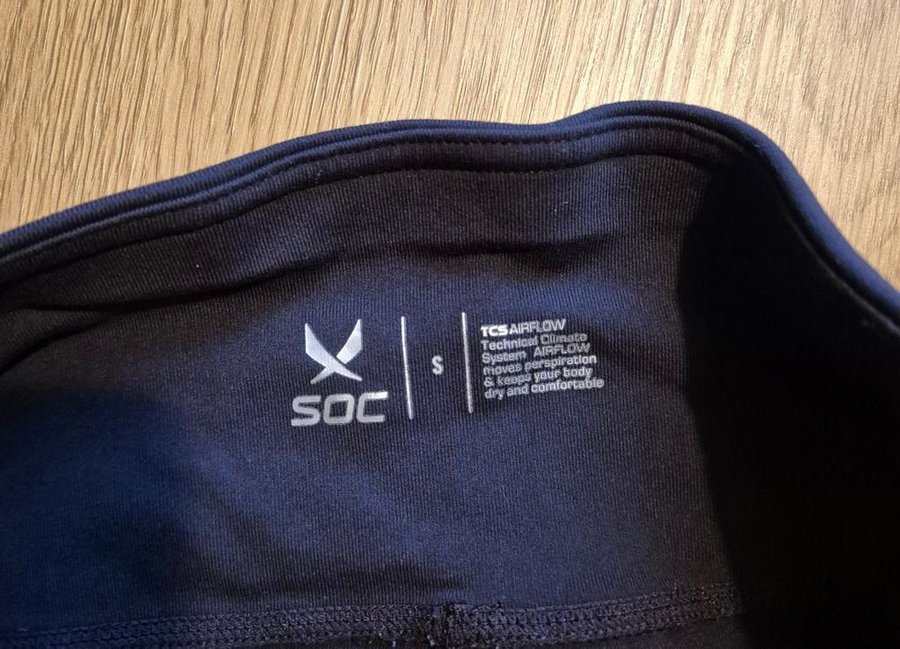 SOC
S
TCS AIRFLOW
Technical Climate
System AIRFLOW
moves perspiration
& keeps your body
dry and comfortable